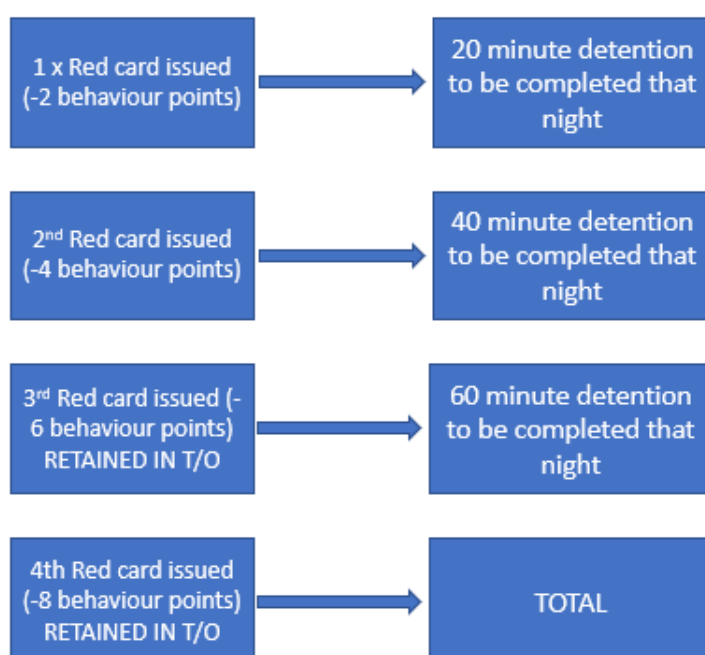 1 x Red card issued
(-2 behaviour points)
20 minute detention
to be completed that
night
2nd Red card issued
(-4 behaviour points)
40 minute detention
to be completed that
night
3rd Red card issued (-
6 behaviour points)
RETAINED IN T/O
60 minute detention
to be completed that
night
4th Red card issued
(-8 behaviour points)
RETAINED IN T/O
TOTAL